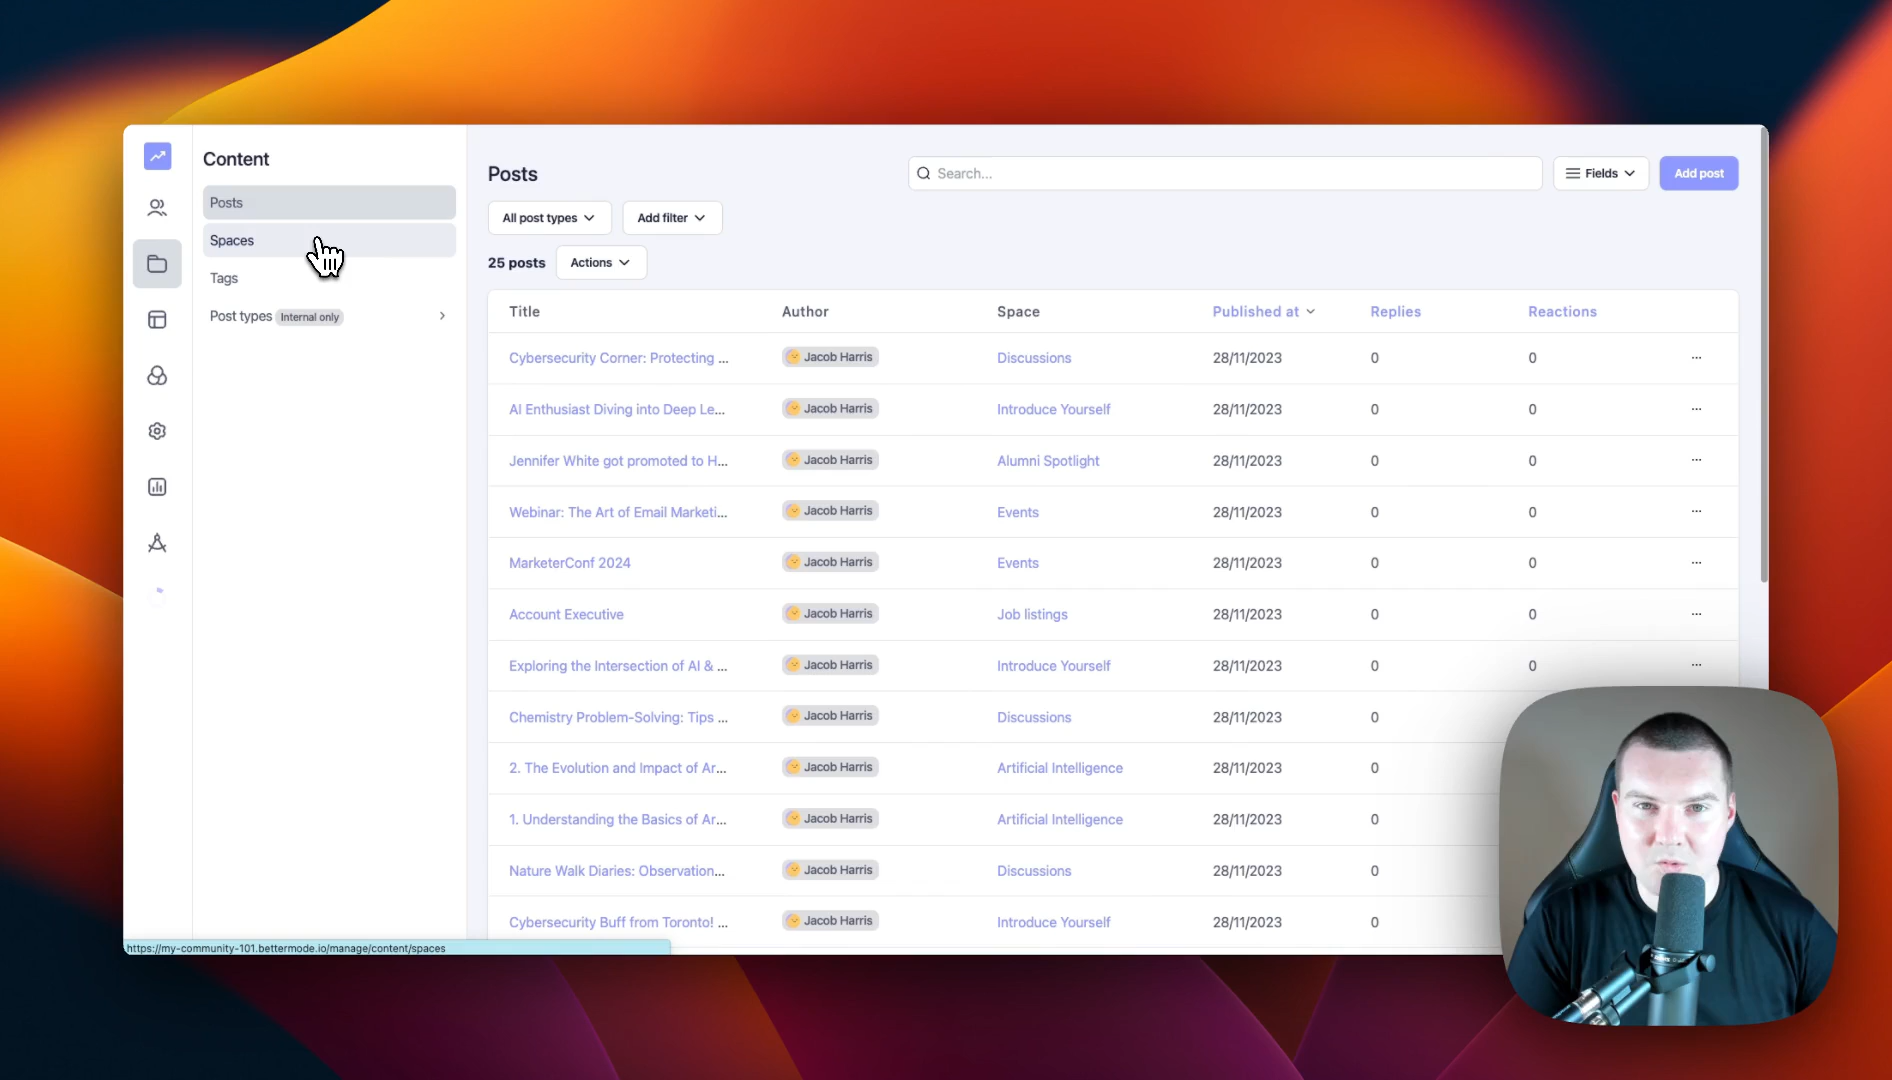 Content
Posts
Spaces
Tags
Post types Internal only
Posts
Search...
Fields
Add post
All post types
Add filter
25 posts
Actions
Title Author Space Published at Replies Reactions
Cybersecurity Corner: Protecting ... Jacob Harris Discussions 28/11/2023 0 0
AI Enthusiast Diving into Deep Le... Jacob Harris Introduce Yourself 28/11/2023 0 0
Jennifer White got promoted to H... Jacob Harris Alumni Spotlight 28/11/2023 0 0
Webinar: The Art of Email Marketi... Jacob Harris Events 28/11/2023 0 0
MarketerConf 2024 Jacob Harris Events 28/11/2023 0 0
Account Executive Jacob Harris Job listings 28/11/2023 0 0
Exploring the Intersection of AI & ... Jacob Harris Introduce Yourself 28/11/2023 0 0
Chemistry Problem-Solving: Tips ... Jacob Harris Discussions 28/11/2023 0
2. The Evolution and Impact of Ar... Jacob Harris Artificial Intelligence 28/11/2023 0
1. Understanding the Basics of Ar... Jacob Harris Artificial Intelligence 28/11/2023 0
Nature Walk Diaries: Observation... Jacob Harris Discussions 28/11/2023 0
Cybersecurity Buff from Toronto! ... Jacob Harris Introduce Yourself 28/11/2023 0
https://my-community-101.bettermode.io/manage/content/spaces